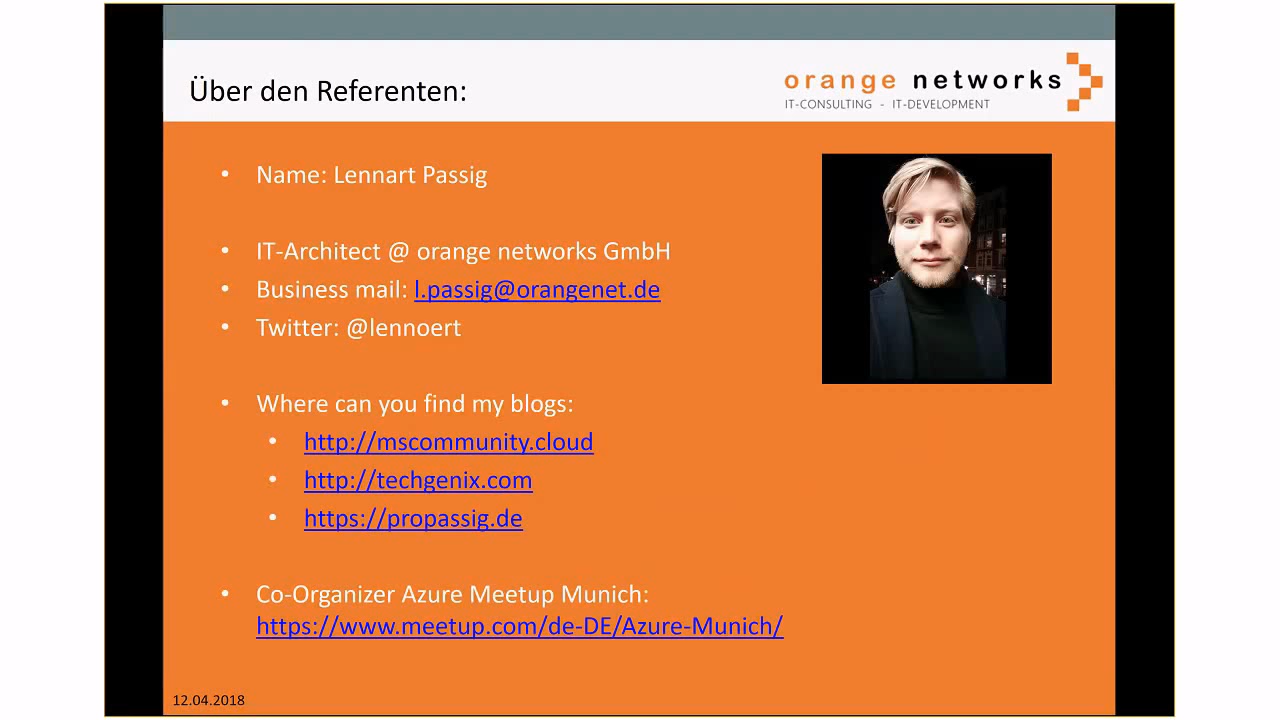 Über den Referenten:
orange networks
IT-CONSULTING - IT-DEVELOPMENT
• Name: Lennart Passig
• IT-Architect @ orange networks GmbH
• Business mail: l.passig@orangenet.de
• Twitter: @lennoert
• Where can you find my blogs:
• http://mscommunity.cloud
• http://techgenix.com
• https://propassig.de
• Co-Organizer Azure Meetup Munich:
https://www.meetup.com/de-DE/Azure-Munich/
12.04.2018